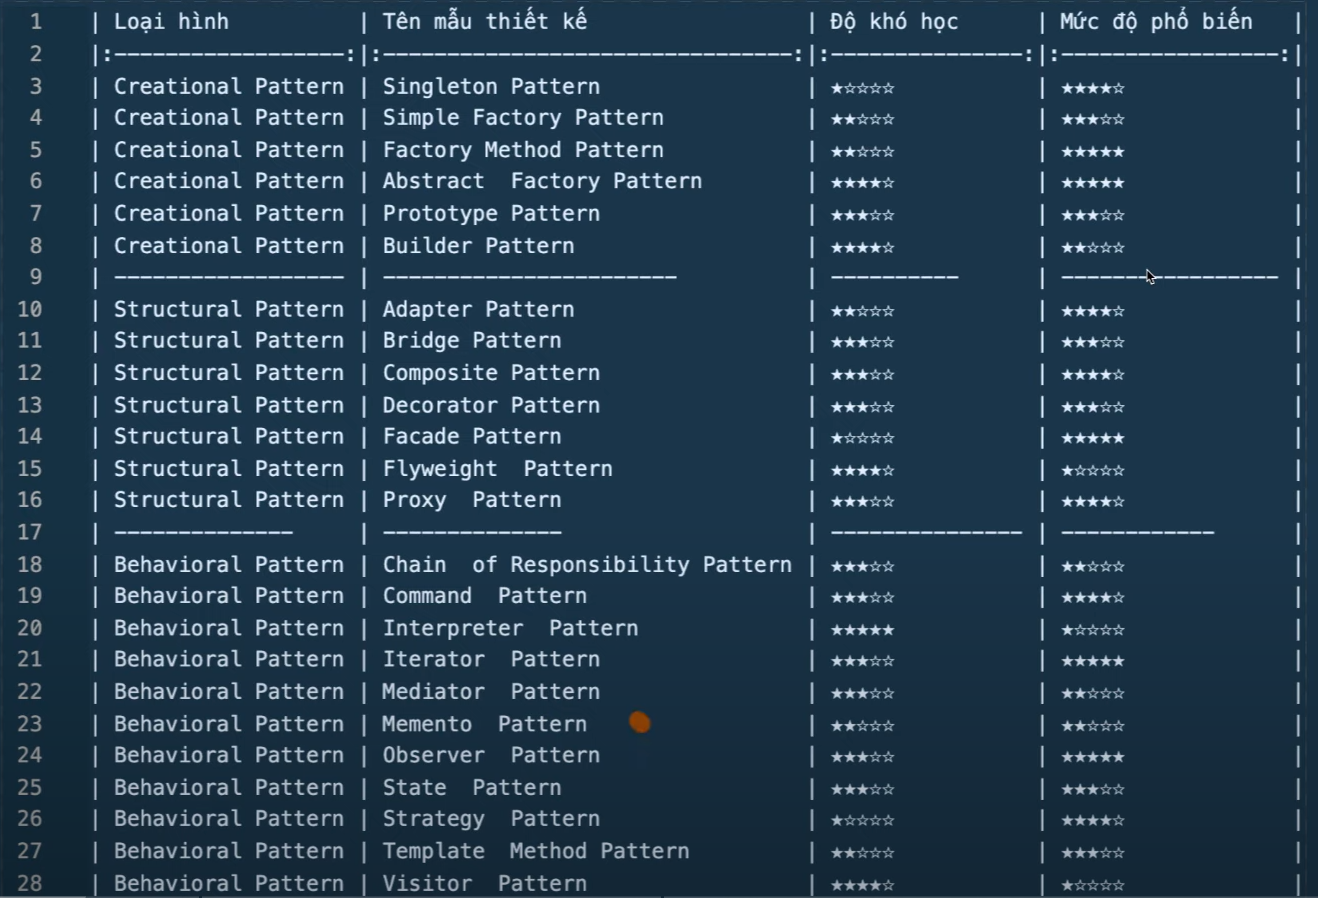 1 | Loại hình | Tên mẫu thiết kế | Độ khó học | Mức độ phổ biến |
2 |:------------------:|:--------------------------------:|:---------------:|:-----------------:|
3 | Creational Pattern | Singleton Pattern | ★☆☆☆☆ | ★★★★☆ |
4 | Creational Pattern | Simple Factory Pattern | ★★☆☆☆ | ★★★☆☆ |
5 | Creational Pattern | Factory Method Pattern | ★★☆☆☆ | ★★★★★ |
6 | Creational Pattern | Abstract  Factory Pattern | ★★★★☆ | ★★★★★ |
7 | Creational Pattern | Prototype Pattern | ★★★☆☆ | ★★★☆☆ |
8 | Creational Pattern | Builder Pattern | ★★★★☆ | ★★☆☆☆ |
9 | ------------------ | ----------------------- | ---------- | ----------------- |
10 | Structural Pattern | Adapter Pattern | ★★☆☆☆ | ★★★★☆ |
11 | Structural Pattern | Bridge Pattern | ★★★☆☆ | ★★★☆☆ |
12 | Structural Pattern | Composite Pattern | ★★★☆☆ | ★★★★☆ |
13 | Structural Pattern | Decorator Pattern | ★★★☆☆ | ★★★☆☆ |
14 | Structural Pattern | Facade Pattern | ★☆☆☆☆ | ★★★★★ |
15 | Structural Pattern | Flyweight  Pattern | ★★★★☆ | ★☆☆☆☆ |
16 | Structural Pattern | Proxy  Pattern | ★★★☆☆ | ★★★★☆ |
17 | -------------- | -------------- | --------------- | ------------ |
18 | Behavioral Pattern | Chain  of Responsibility Pattern | ★★★☆☆ | ★★☆☆☆ |
19 | Behavioral Pattern | Command  Pattern | ★★★☆☆ | ★★★★☆ |
20 | Behavioral Pattern | Interpreter  Pattern | ★★★★★ | ★☆☆☆☆ |
21 | Behavioral Pattern | Iterator  Pattern | ★★★☆☆ | ★★★★★ |
22 | Behavioral Pattern | Mediator  Pattern | ★★★☆☆ | ★★☆☆☆ |
23 | Behavioral Pattern | Memento  Pattern | ★★☆☆☆ | ★★☆☆☆ |
24 | Behavioral Pattern | Observer  Pattern | ★★★☆☆ | ★★★★★ |
25 | Behavioral Pattern | State  Pattern | ★★★☆☆ | ★★★☆☆ |
26 | Behavioral Pattern | Strategy  Pattern | ★☆☆☆☆ | ★★★★☆ |
27 | Behavioral Pattern | Template  Method Pattern | ★★☆☆☆ | ★★★☆☆ |
28 | Behavioral Pattern | Visitor  Pattern | ★★★★☆ | ★☆☆☆☆ |